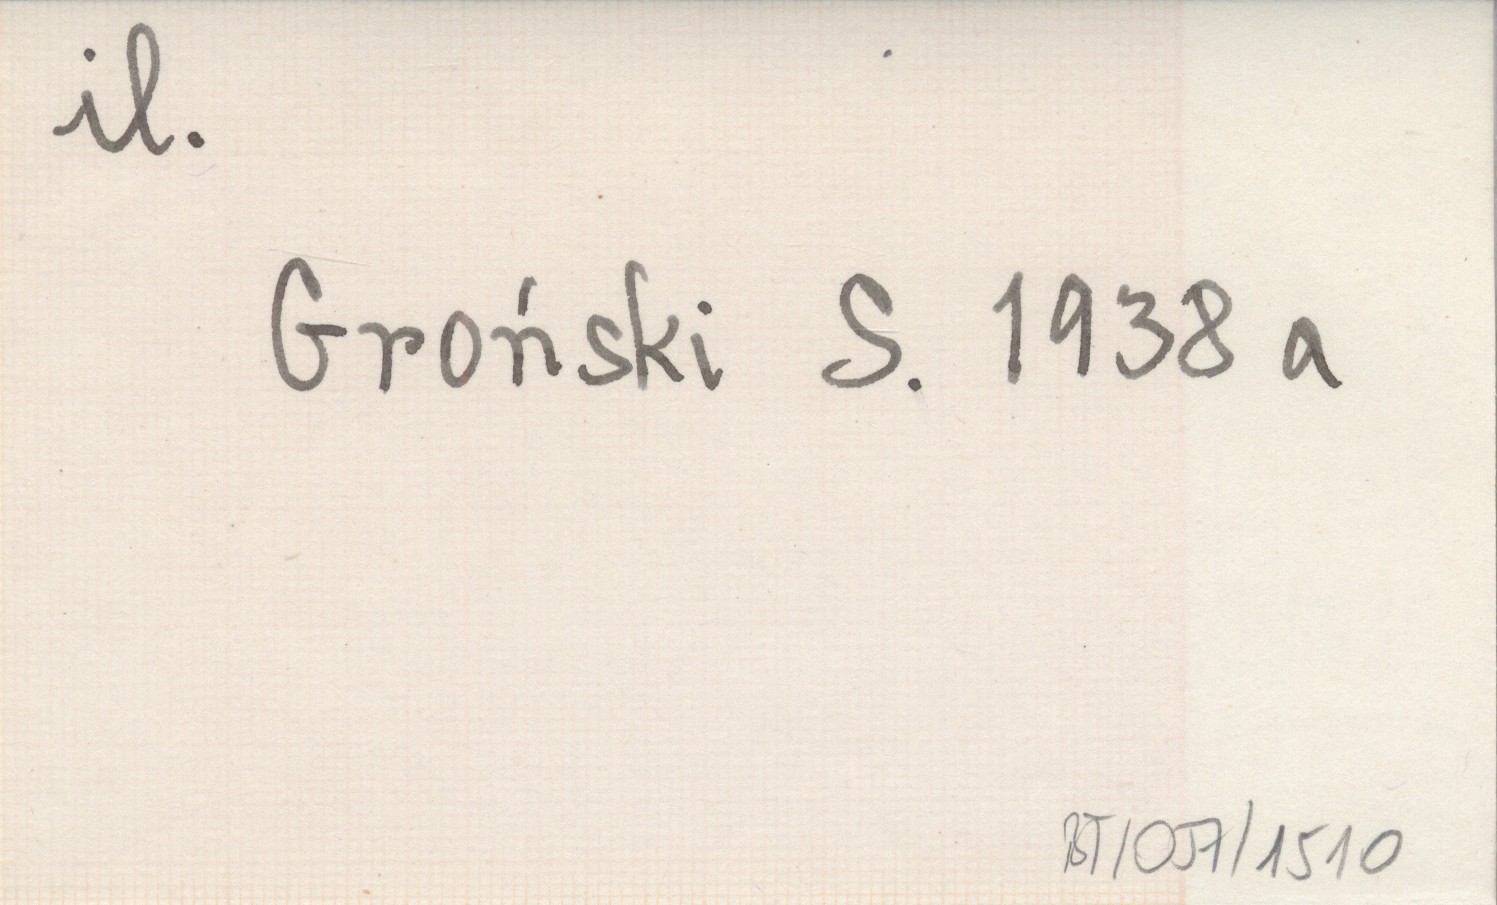 il.
Groński S. 1938 a
BT/057/1510